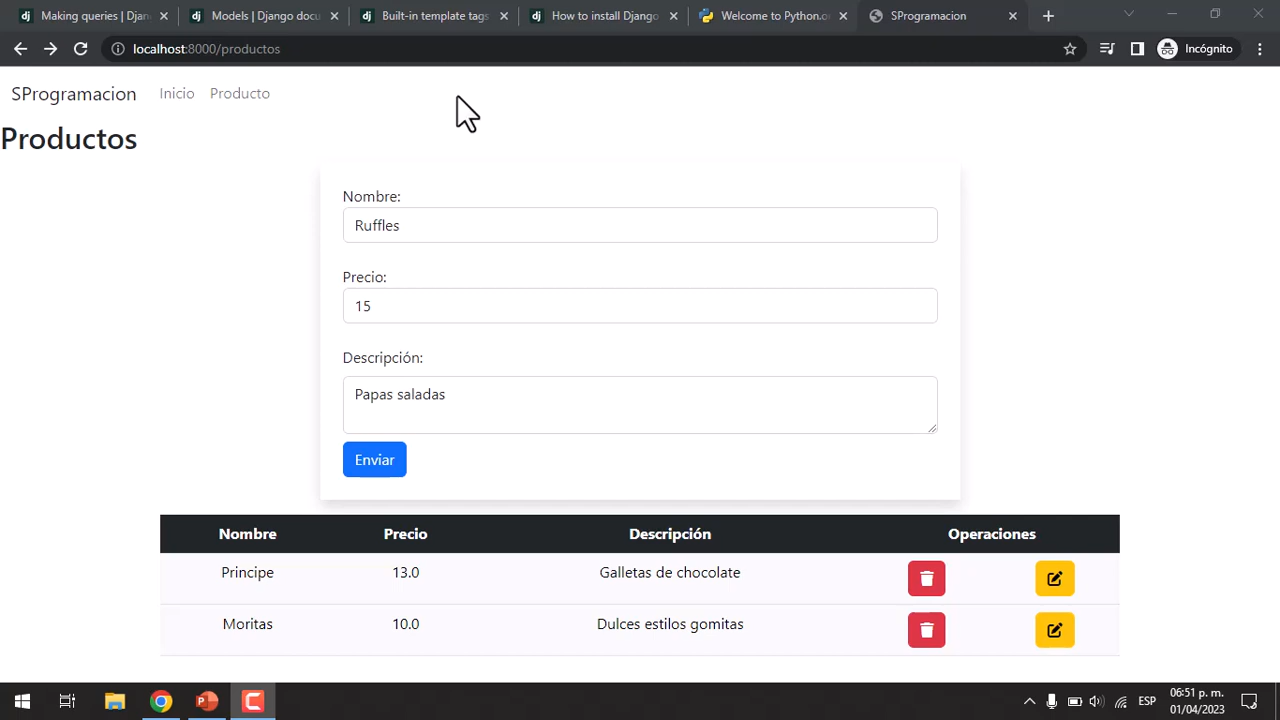 Making queries | Djan
Models | Django docu
Built-in template tags
How to install Django
Welcome to Python.o
SProgramacion
localhost:8000/productos
Incógnito
SProgramacion
Inicio
Producto
Productos
Nombre:
Ruffles
Precio:
15
Descripción:
Papas saladas
Enviar
Nombre Precio Descripción Operaciones
Principe 13.0 Galletas de chocolate
Moritas 10.0 Dulces estilos gomitas
ESP
06:51 p. m.
01/04/2023